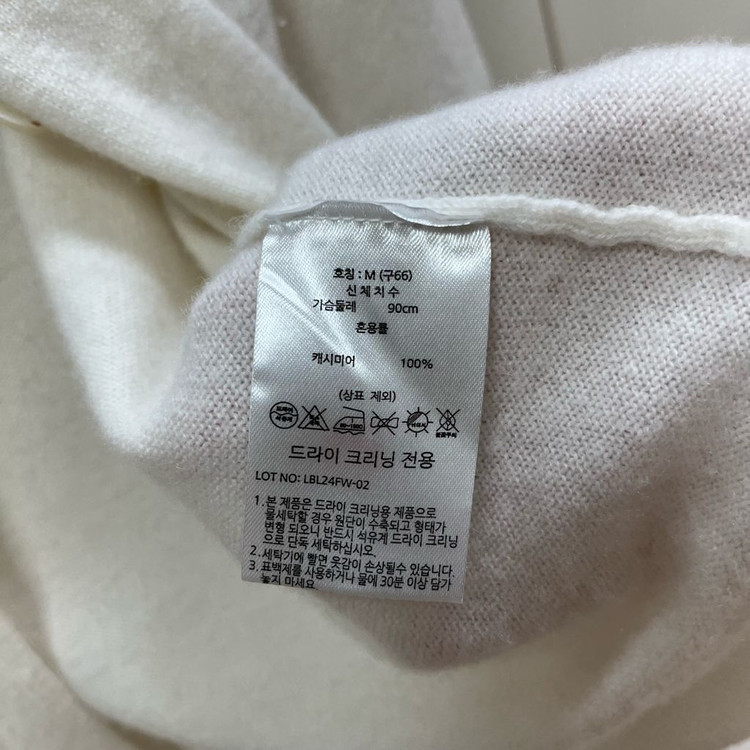 호칭 : M (구66)
신 체 치 수
가슴둘레 90cm
혼용률
캐시미어 100%
(상표 제외)
드라이 크리닝 전용
LOT NO: LBL24FW-02
1. 본 제품은 드라이 크리닝용 제품으로
물세탁할 경우 원단이 수축되고 형태가
변형 되오니 반드시 석유계 드라이 크리닝
으로 단독 세탁하십시오.
2. 세탁기에 빨면 옷감이 손상될수 있습니다.
3. 표백제를 사용하거나 물에 30분 이상 담가
놓지 마세요.